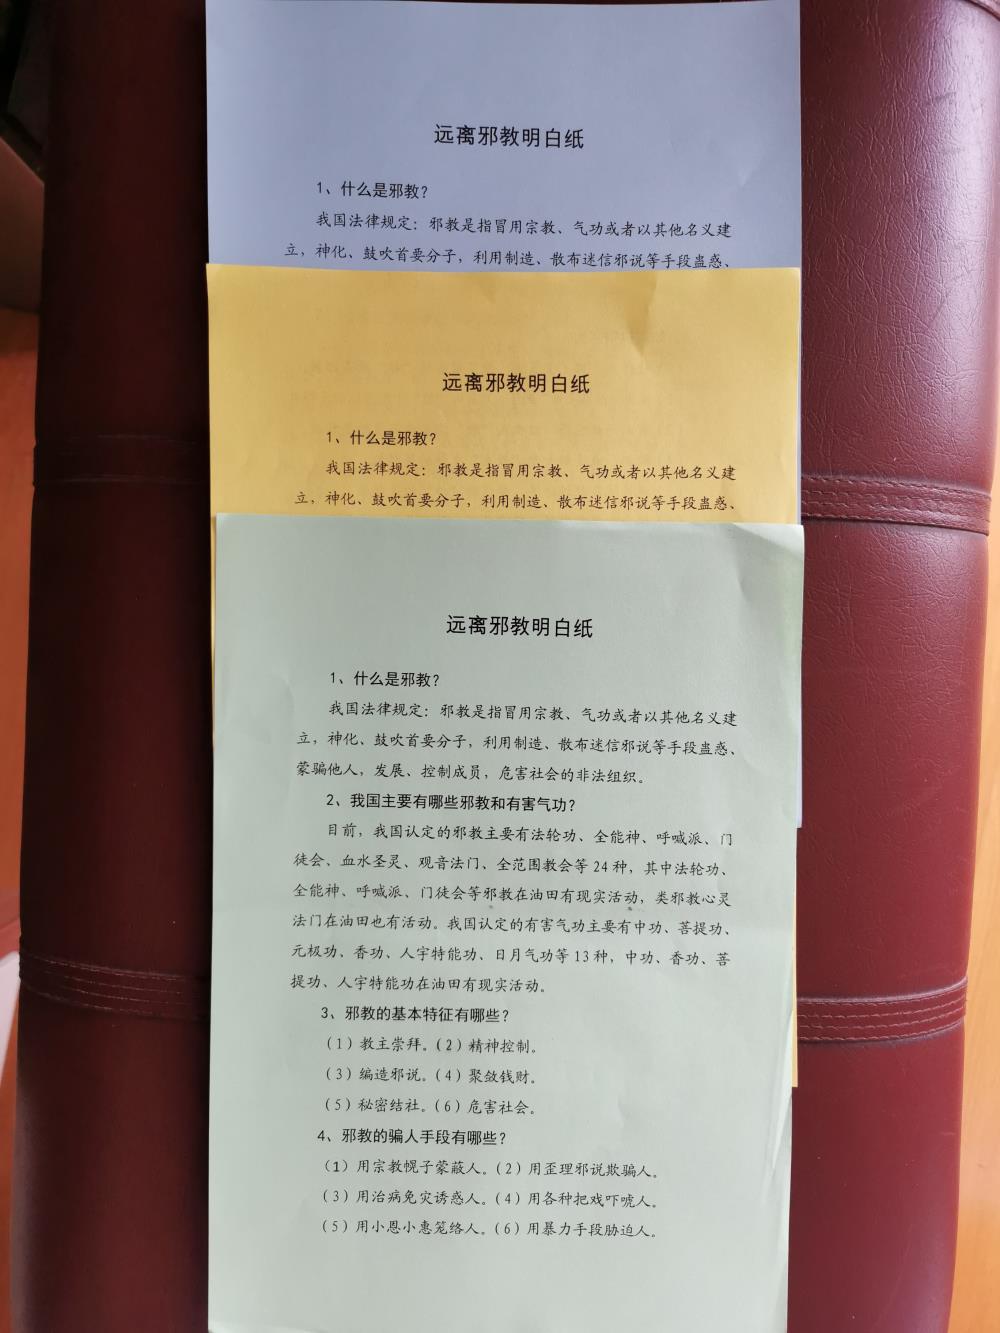 远离邪教明白纸
1、什么是邪教？
我国法律规定：邪教是指冒用宗教、气功或者以其他名义建
立，神化、鼓吹首要分子，利用制造、散布迷信邪说等手段蛊惑、
远离邪教明白纸
1、什么是邪教？
我国法律规定：邪教是指冒用宗教、气功或者以其他名义建
立，神化、鼓吹首要分子，利用制造、散布迷信邪说等手段蛊惑、
远离邪教明白纸
1、什么是邪教？
我国法律规定：邪教是指冒用宗教、气功或者以其他名义建
立，神化、鼓吹首要分子，利用制造、散布迷信邪说等手段蛊惑、
蒙骗他人，发展、控制成员，危害社会的非法组织。
2、我国主要有哪些邪教和有害气功？
目前，我国认定的邪教主要有法轮功、全能神、呼喊派、门
徒会、血水圣灵、观音法门、全范围教会等 24 种，其中法轮功、
全能神、呼喊派、门徒会等邪教在油田有现实活动，类邪教心灵
法门在油田也有活动。我国认定的有害气功主要有中功、菩提功、
元极功、香功、人宇特能功、日月气功等 13 种，中功、香功、菩
提功、人宇特能功在油田有现实活动。
3、邪教的基本特征有哪些？
（1）教主崇拜。（2）精神控制。
（3）编造邪说。（4）聚敛钱财。
（5）秘密结社。（6）危害社会。
4、邪教的骗人手段有哪些？
（1）用宗教幌子蒙蔽人。（2）用歪理邪说欺骗人。
（3）用治病免灾诱惑人。（4）用各种把戏吓唬人。
（5）用小恩小惠笼络人。（6）用暴力手段胁迫人。